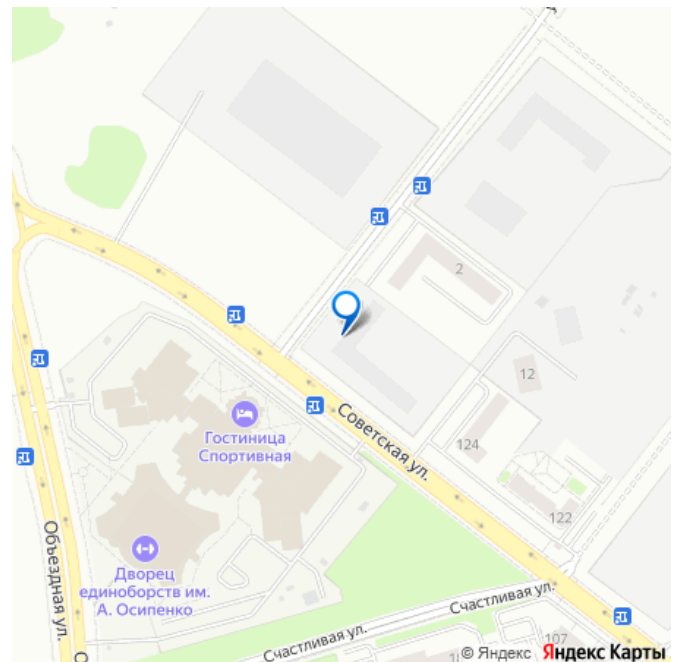 2
12
Советская ул.
Гостиница
Спортивная
124
122
Объездная ул.
Дворец
единоборств им.
А. Осипенко
Счастливая ул.
Счастливая ул.
107
© Яндекс Яндекс Карты